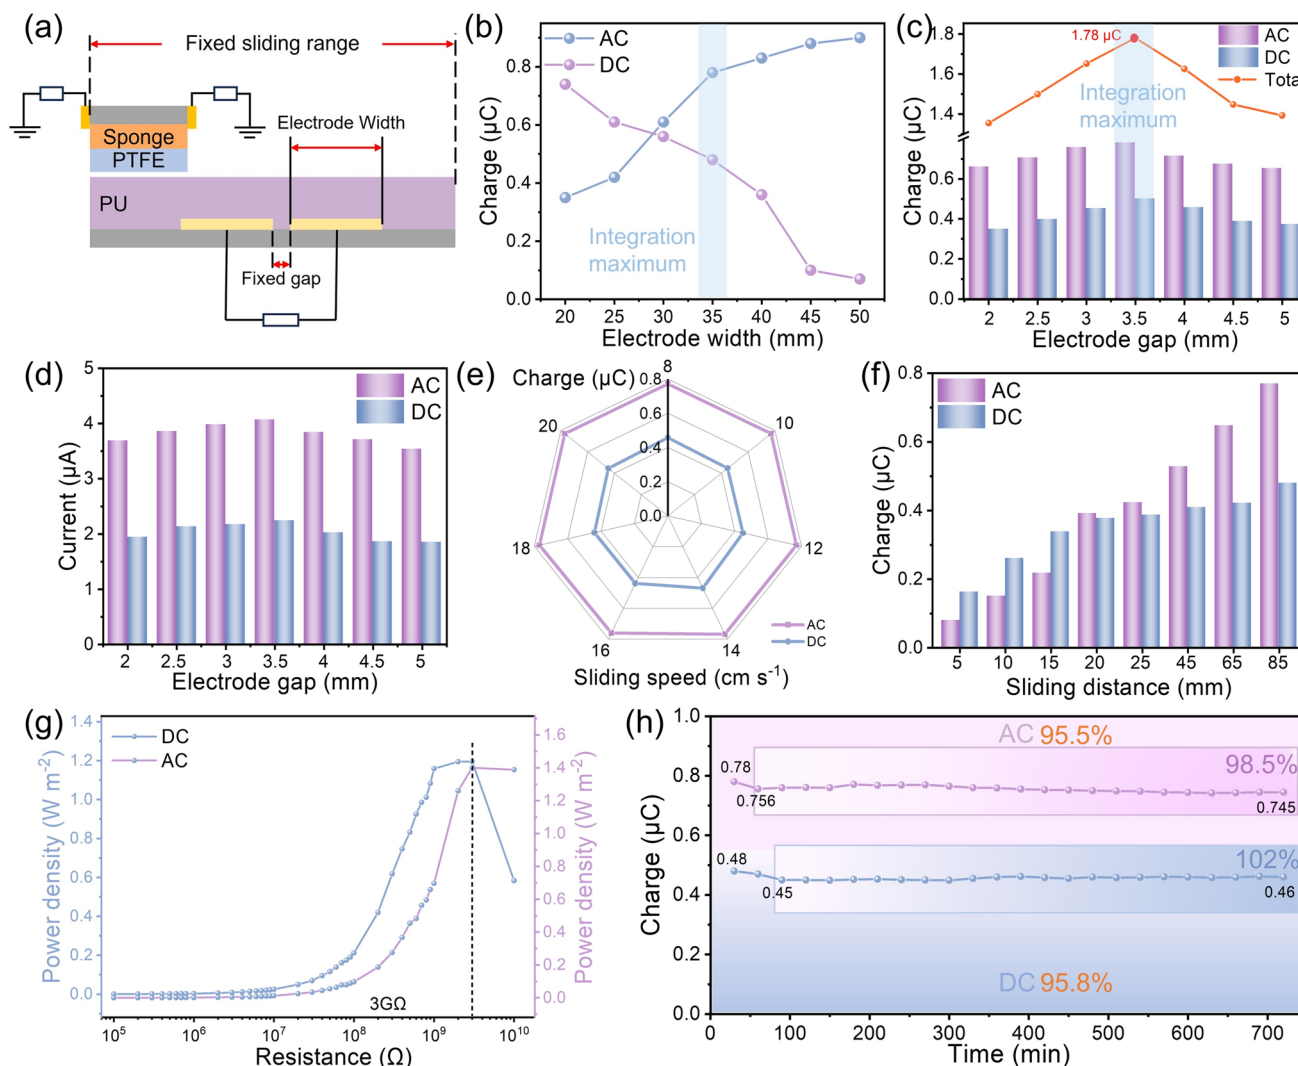 (a)
Fixed sliding range
Electrode Width
Sponge
PTFE
PU
Fixed gap
(b)
AC
DC
Charge (μC)
0.8
0.6
0.4
0.2
0.0
Integration
maximum
20 25 30 35 40 45 50
Electrode width (mm)
(c)
AC
DC
Tota
1.78 μC
Charge (μC)
1.8
1.6
1.4
0.6
0.4
0.2
0.0
Integration
maximum
2 2.5 3 3.5 4 4.5 5
Electrode gap (mm)
(d)
AC
DC
Current (μA)
5
4
3
2
1
0
2 2.5 3 3.5 4 4.5 5
Electrode gap (mm)
(e)
Charge (μC)
8
0.8
0.6
0.4
0.2
0.0
10
12
14
16
18
20
AC
DC
Sliding speed (cm s⁻¹)
(f)
AC
DC
Charge (μC)
0.8
0.6
0.4
0.2
0.0
5 10 15 20 25 45 65 85
Sliding distance (mm)
(g)
DC
AC
Power density (W m⁻²)
1.4
1.2
1.0
0.8
0.6
0.4
0.2
0.0
Power density (W m⁻²)
1.6
1.4
1.2
1.0
0.8
0.6
0.4
0.2
0.0
3GΩ
10⁵ 10⁶ 10⁷ 10⁸ 10⁹ 10¹⁰
Resistance (Ω)
(h)
Charge (μC)
1.0
0.8
0.6
0.4
0.2
0.0
AC 95.5%
98.5%
0.78
0.756
0.745
102%
0.48
0.45
0.46
DC 95.8%
0 100 200 300 400 500 600 700
Time (min)